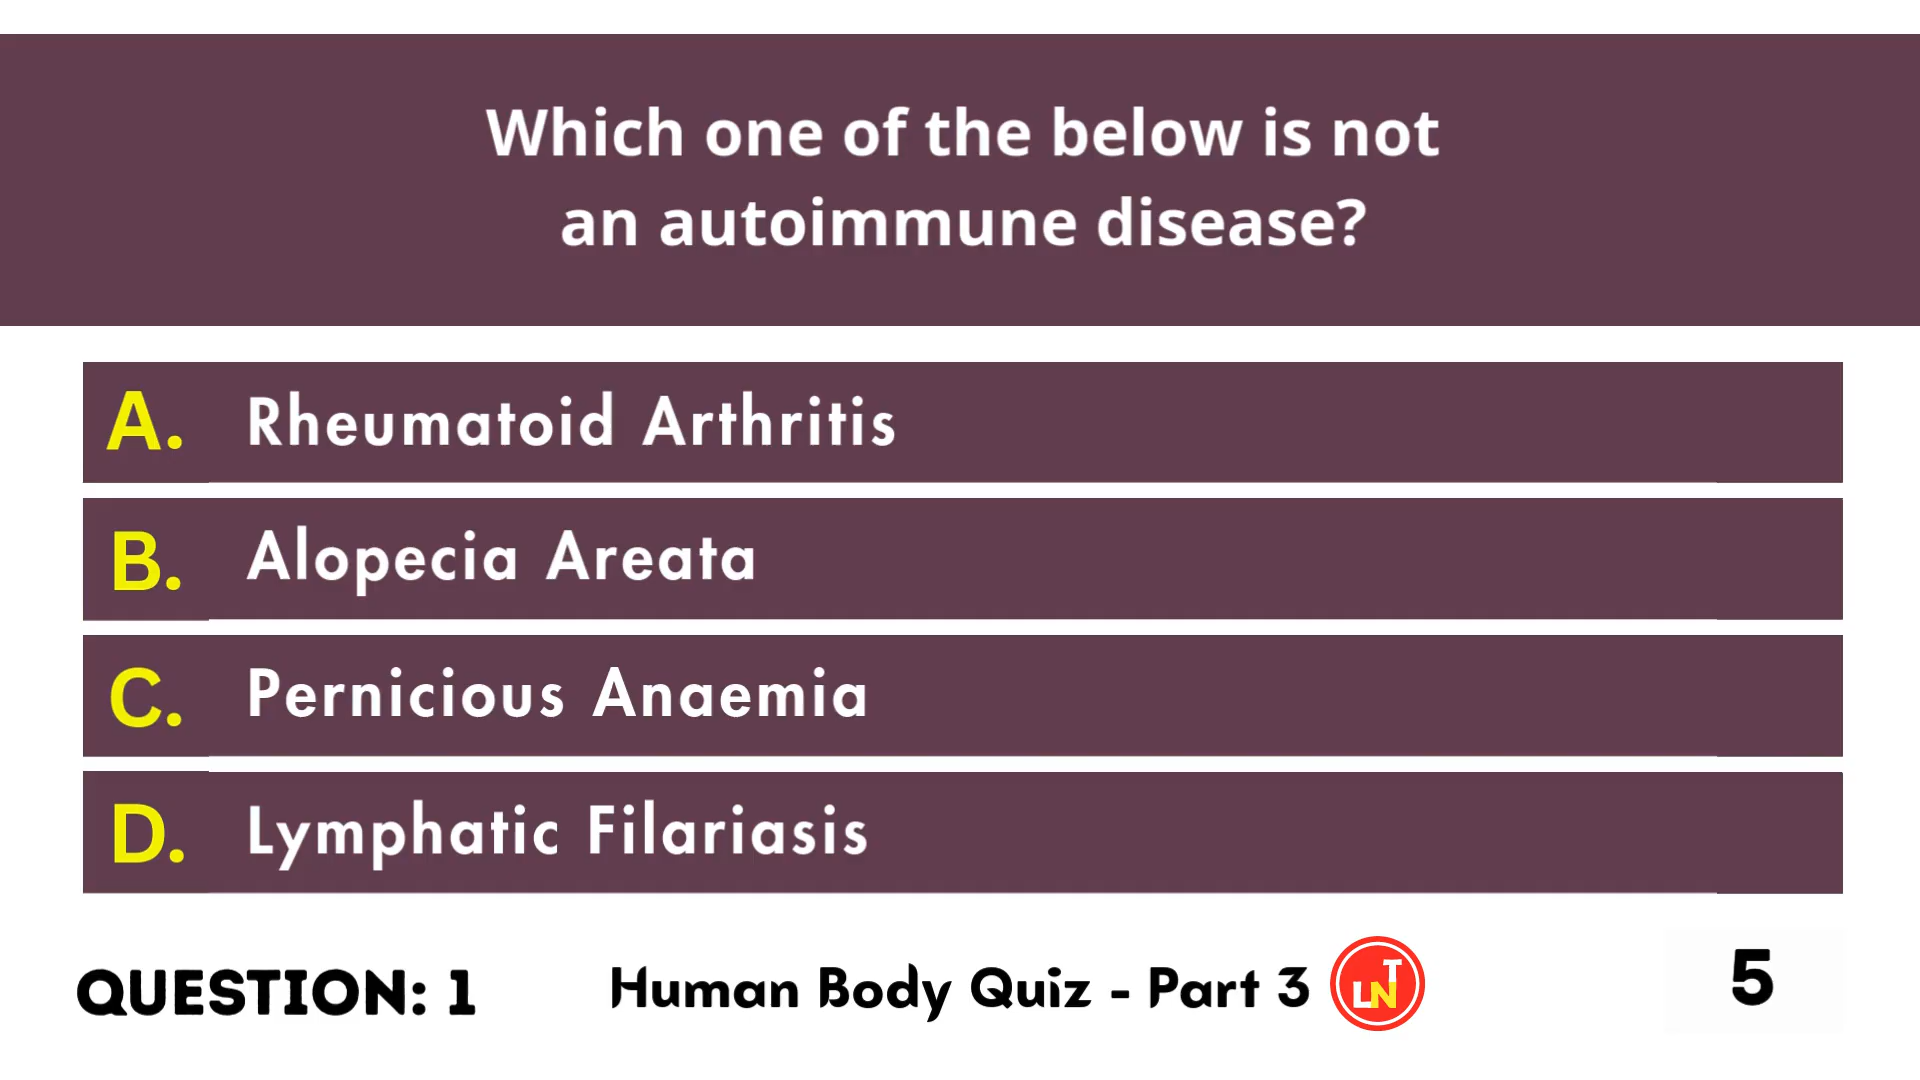 Which one of the below is not
an autoimmune disease?
A. Rheumatoid Arthritis
B. Alopecia Areata
C. Pernicious Anaemia
D. Lymphatic Filariasis
QUESTION: 1 Human Body Quiz - Part 3 LNT 5